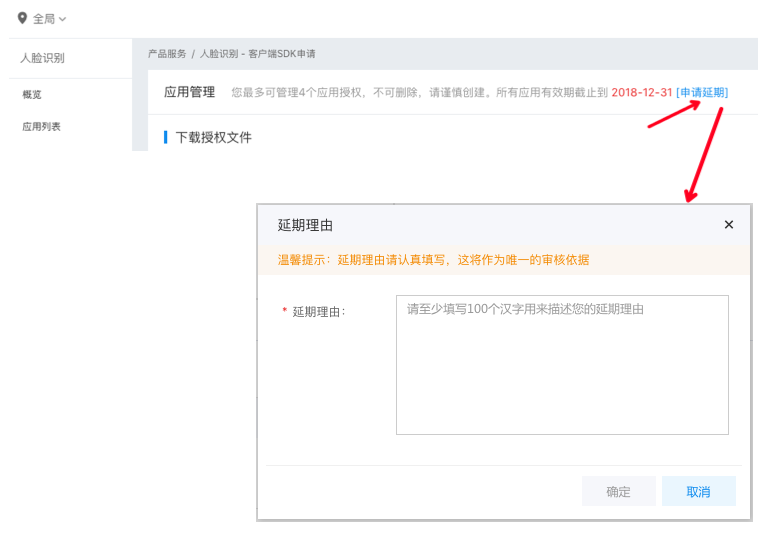 全局
人脸识别
产品服务 / 人脸识别 - 客户端SDK申请
应用管理 您最多可管理4个应用授权，不可删除，请谨慎创建。所有应用有效期截止到 2018-12-31 [申请延期]
概览
应用列表
下载授权文件
延期理由 ×
温馨提示：延期理由请认真填写，这将作为唯一的审核依据
* 延期理由： 请至少填写100个汉字用来描述您的延期理由
确定 取消